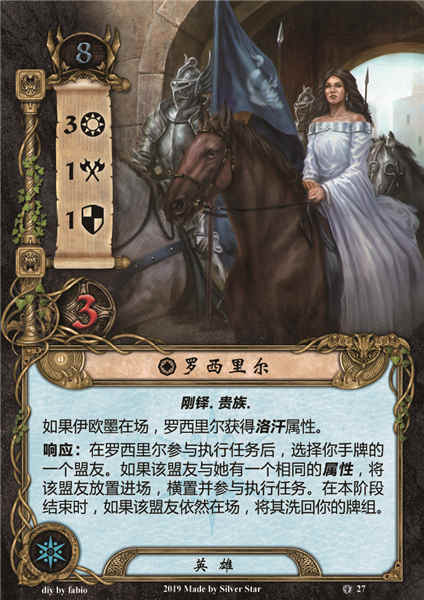 8
3
1
1
3
罗西里尔
刚铎. 贵族.
如果伊欧墨在场，罗西里尔获得洛汗属性。
响应：在罗西里尔参与执行任务后，选择你手牌的
一个盟友。如果该盟友与她有一个相同的属性，将
该盟友放置进场，横置并参与执行任务。在本阶段
结束时，如果该盟友依然在场，将其洗回你的牌组。
英 雄
diy by fabio
2019 Made by Silver Star
27